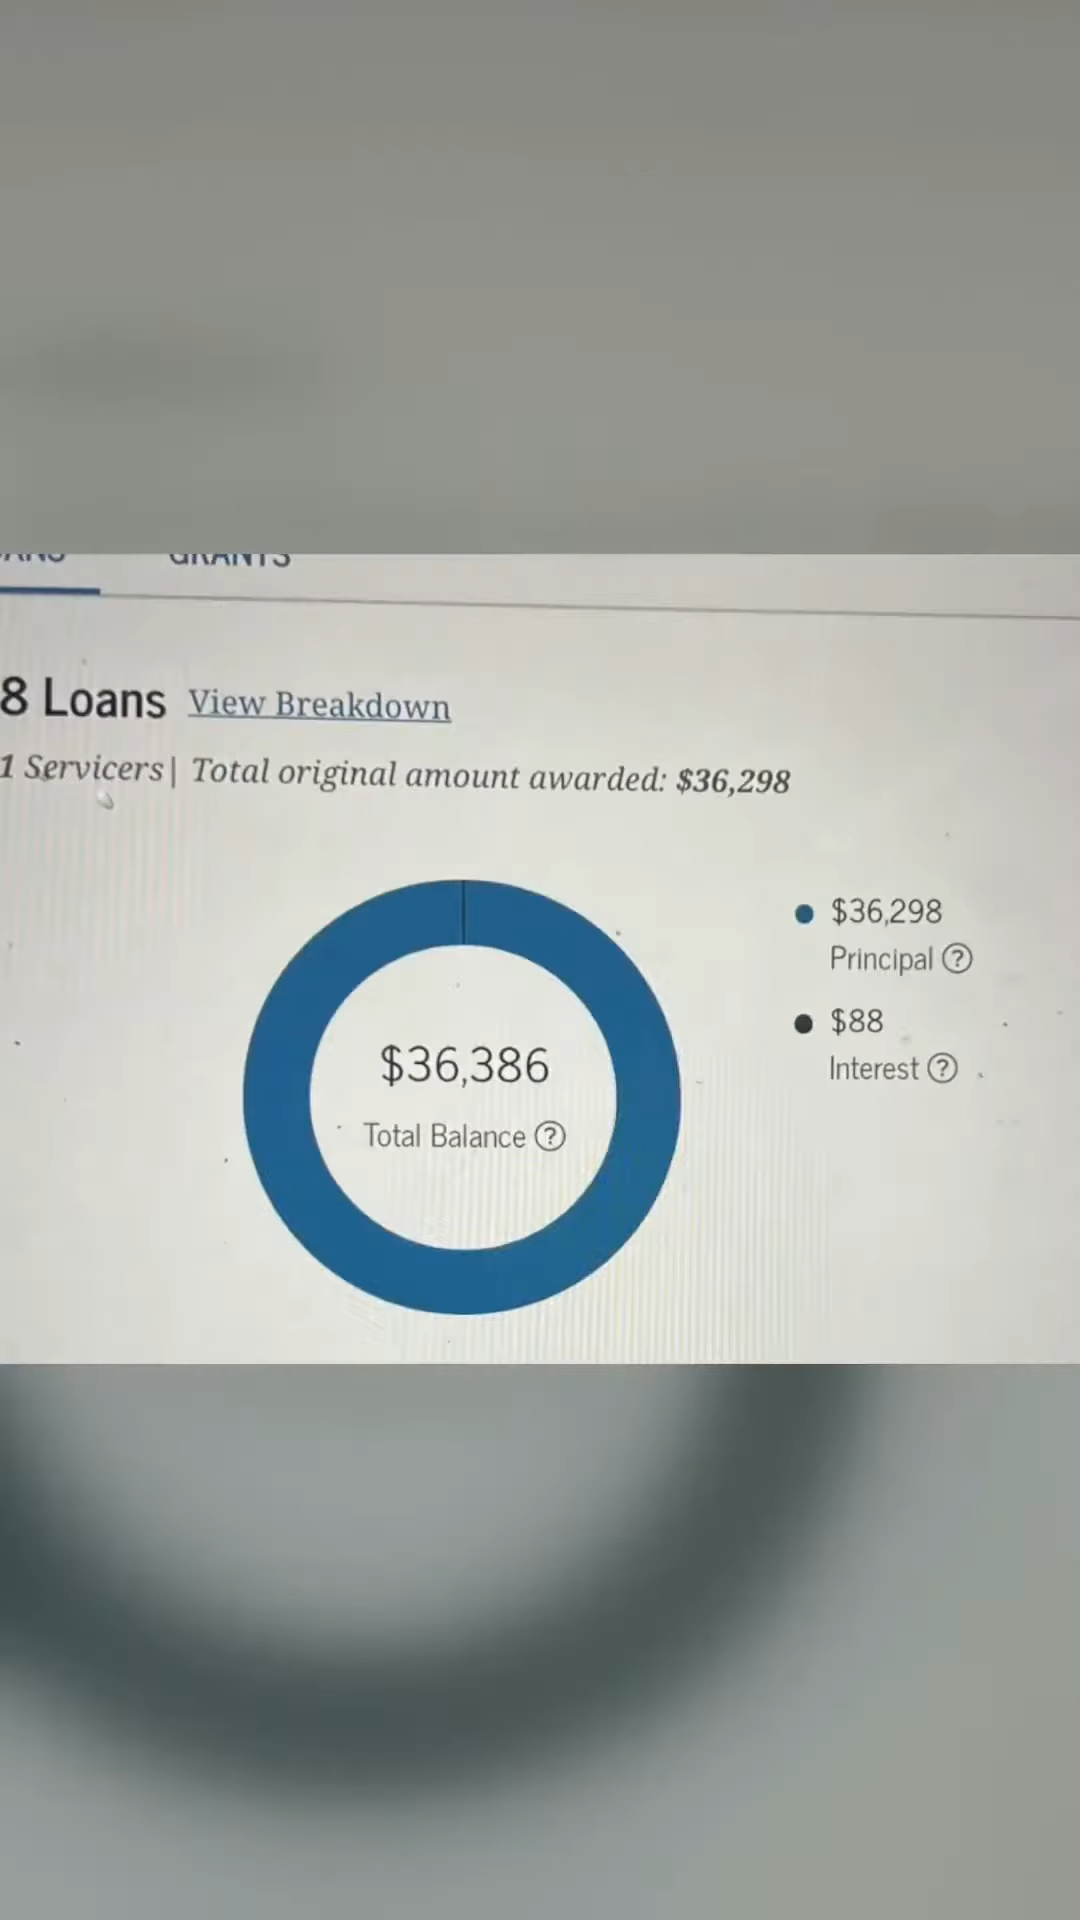 GRANTS
8 Loans View Breakdown
1 Servicers| Total original amount awarded: $36,298
$36,298
Principal ?
$88
Interest ?
$36,386
Total Balance ?